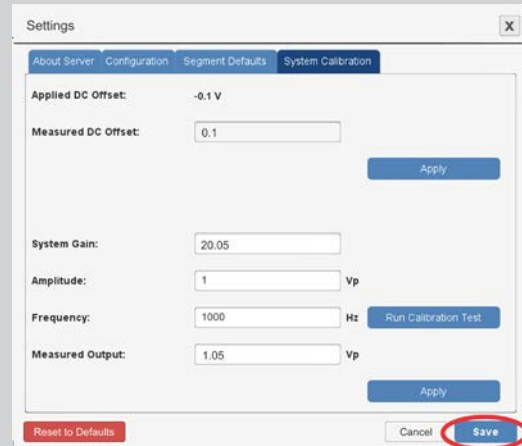 Settings
X
About Server Configuration Segment Defaults System Calibration
Applied DC Offset: -0.1 V
Measured DC Offset: 0.1
Apply
System Gain: 20.05
Amplitude: 1 Vp
Frequency: 1000 Hz Run Calibration Test
Measured Output: 1.05 Vp
Apply
Reset to Defaults Cancel Save